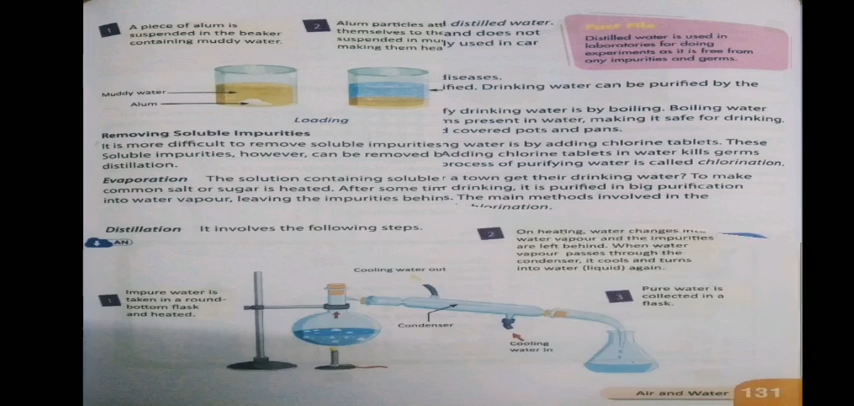 1 A piece of alum is
suspended in the beaker
containing muddy water.
2 Alum particles
themselves to the
suspended in
making them
distilled water.
and does not
used in car
Fact File
Distilled water is used in
laboratories for doing
experiments as it is free from
any impurities and germs.
diseases.
Drinking water can be purified by the
drinking water is by boiling. Boiling water
present in water, making it safe for drinking.
covered pots and pans.
water is by adding chlorine tablets. These
Adding chlorine tablets in water kills germs
process of purifying water is called chlorination.
a town get their drinking water? To make
drinking, it is purified in big purification
The main methods involved in the
Muddy water
Alum
Loading
Removing Soluble Impurities
It is more difficult to remove soluble impurities
Soluble impurities, however, can be removed
distillation.
Evaporation The solution containing soluble
common salt or sugar is heated. After some
into water vapour, leaving the impurities
Distillation It involves the following steps.
AN
1 Impure water is
taken in a round-
bottom flask
and heated.
2 On heating, water changes
water vapour and the impurities
are left behind. When water
vapour passes through the
condenser, it cools and turns
into water (liquid) again.
3 Pure water is
collected in a
flask.
Cooling water out
Condenser
Cooling
water in
Air and Water 131